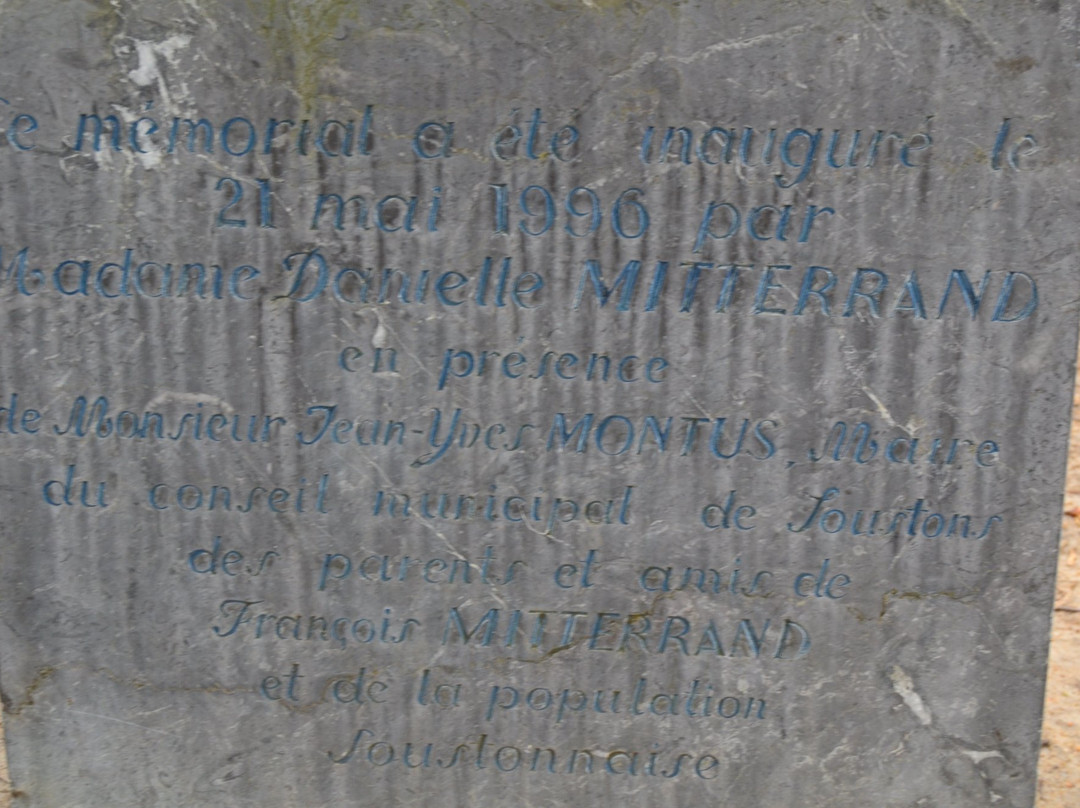 Ce mémorial a été inauguré le
21 mai 1996 par
Madame Danielle MITTERRAND
en présence
de Monsieur Jean-Yves MONTUS, Maire
du conseil municipal de Soustons
des parents et amis de
François MITTERRAND
et de la population
Soustonnaise